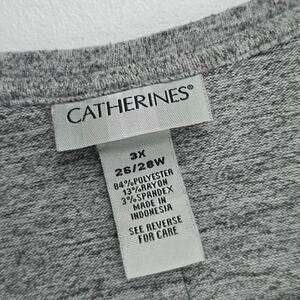 CATHERINES®
3X
26/28W
84% POLYESTER
13% RAYON
3% SPANDEX
MADE IN
INDONESIA
SEE REVERSE
FOR CARE